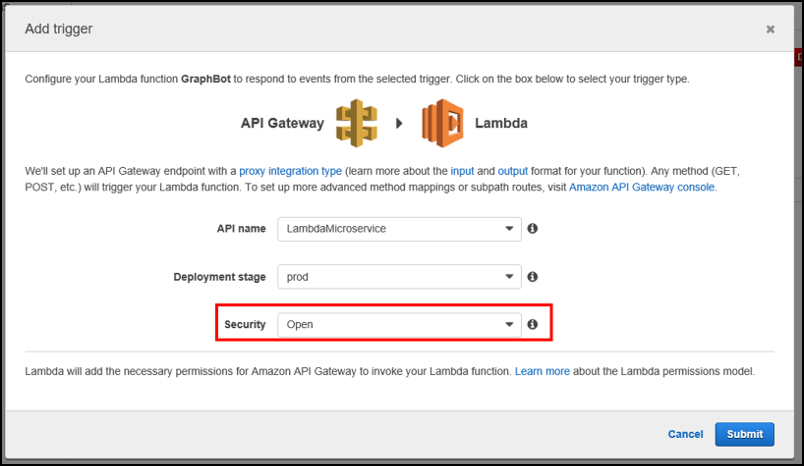 Add trigger
Configure your Lambda function GraphBot to respond to events from the selected trigger. Click on the box below to select your trigger type.
API Gateway Lambda
We'll set up an API Gateway endpoint with a proxy integration type (learn more about the input and output format for your function). Any method (GET,
POST, etc.) will trigger your Lambda function. To set up more advanced method mappings or subpath routes, visit Amazon API Gateway console.
API name LambdaMicroservice
Deployment stage prod
Security Open
Lambda will add the necessary permissions for Amazon API Gateway to invoke your Lambda function. Learn more about the Lambda permissions model.
Cancel Submit